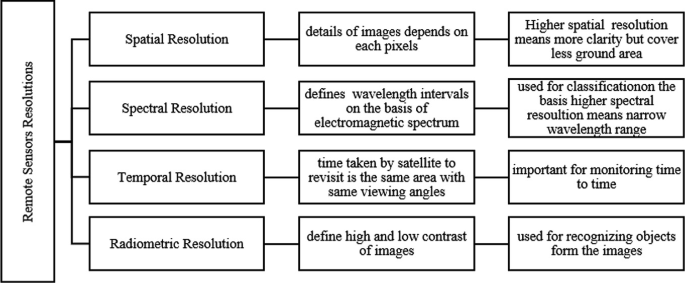 Remote Sensors Resolutions
Spatial Resolution
details of images depends on
each pixels
Higher spatial resolution
means more clarity but cover
less ground area
Spectral Resolution
defines wavelength intervals
on the basis of
electromagnetic spectrum
used for classificationon the
basis higher spectral
resoultion means narrow
wavelength range
Temporal Resolution
time taken by satellite to
revisit is the same area with
same viewing angles
important for monitoring time
to time
Radiometric Resolution
define high and low contrast
of images
used for recognizing objects
form the images